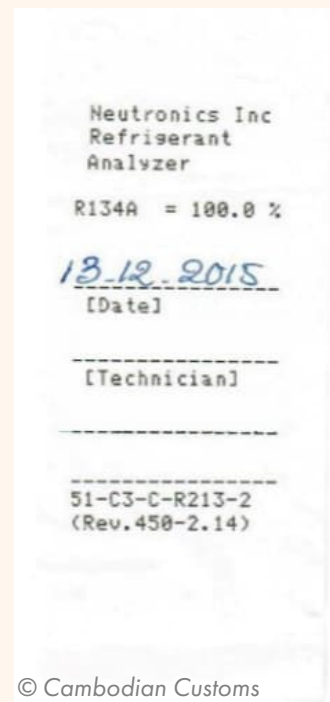 Neutronics Inc
Refrigerant
Analyzer
R134A = 100.0 %
13-12-2015
[Date]
[Technician]
51-C3-C-R213-2
(Rev.450-2.14)
© Cambodian Customs